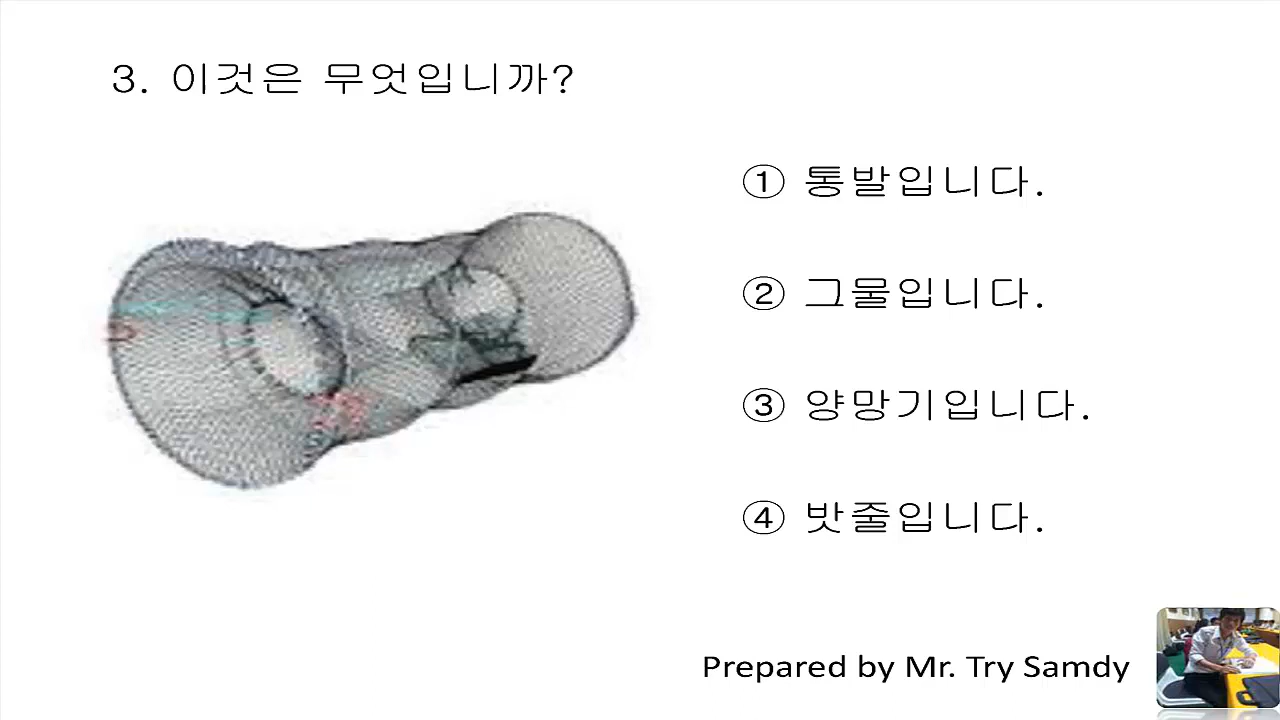 3. 이것은 무엇입니까?
① 통발입니다.
② 그물입니다.
③ 양망기입니다.
④ 밧줄입니다.
Prepared by Mr. Try Samdy